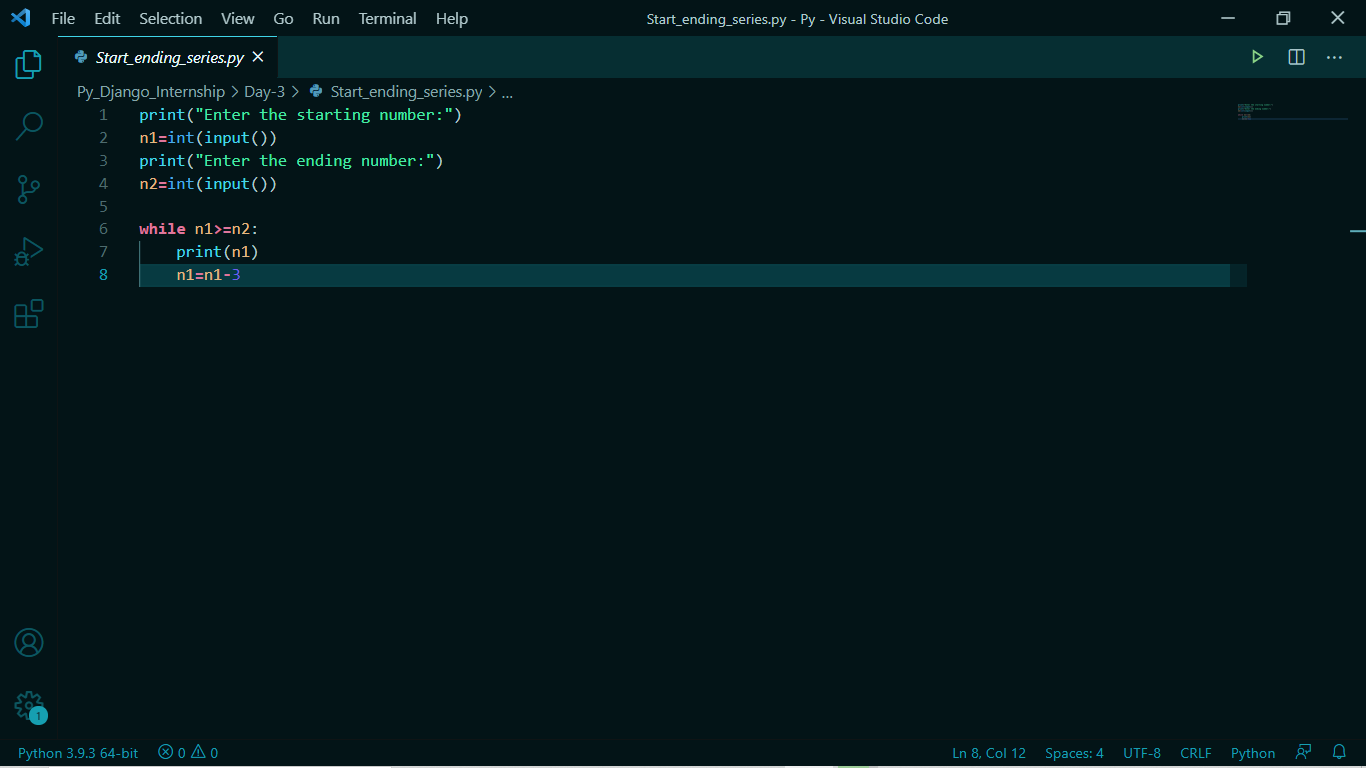 File Edit Selection View Go Run Terminal Help Start_ending_series.py - Py - Visual Studio Code
Start_ending_series.py
Py_Django_Internship > Day-3 > Start_ending_series.py > ...
1 print("Enter the starting number:")
2 n1=int(input())
3 print("Enter the ending number:")
4 n2=int(input())
5
6 while n1>=n2:
7     print(n1)
8     n1=n1-3
1
Python 3.9.3 64-bit 0 0 Ln 8, Col 12 Spaces: 4 UTF-8 CRLF Python